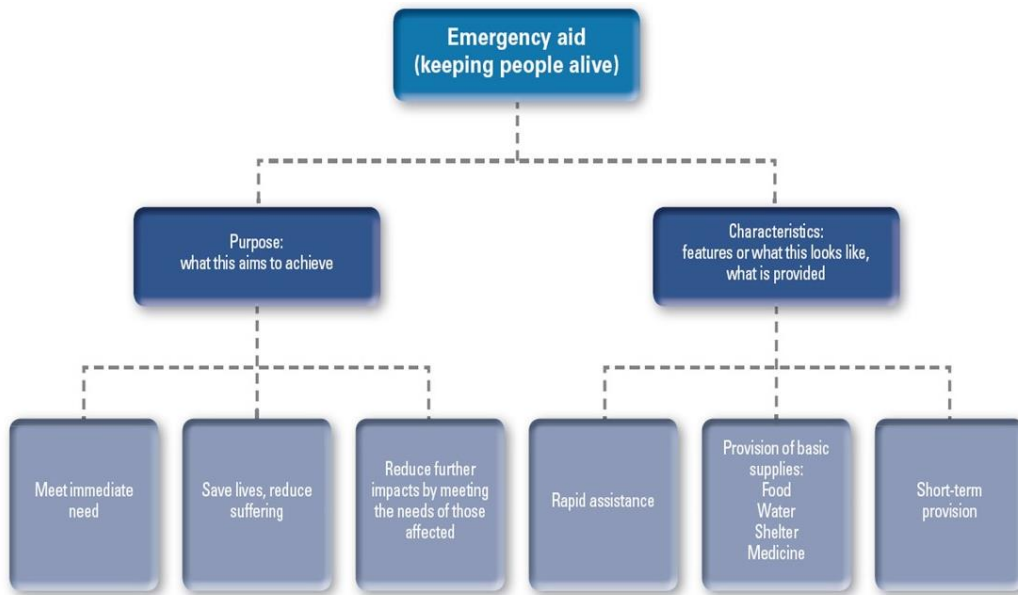 Emergency aid
(keeping people alive)
Purpose:
what this aims to achieve
Characteristics:
features or what this looks like,
what is provided
Meet immediate
need
Save lives, reduce
suffering
Reduce further
impacts by meeting
the needs of those
affected
Rapid assistance
Provision of basic
supplies:
Food
Water
Shelter
Medicine
Short-term
provision